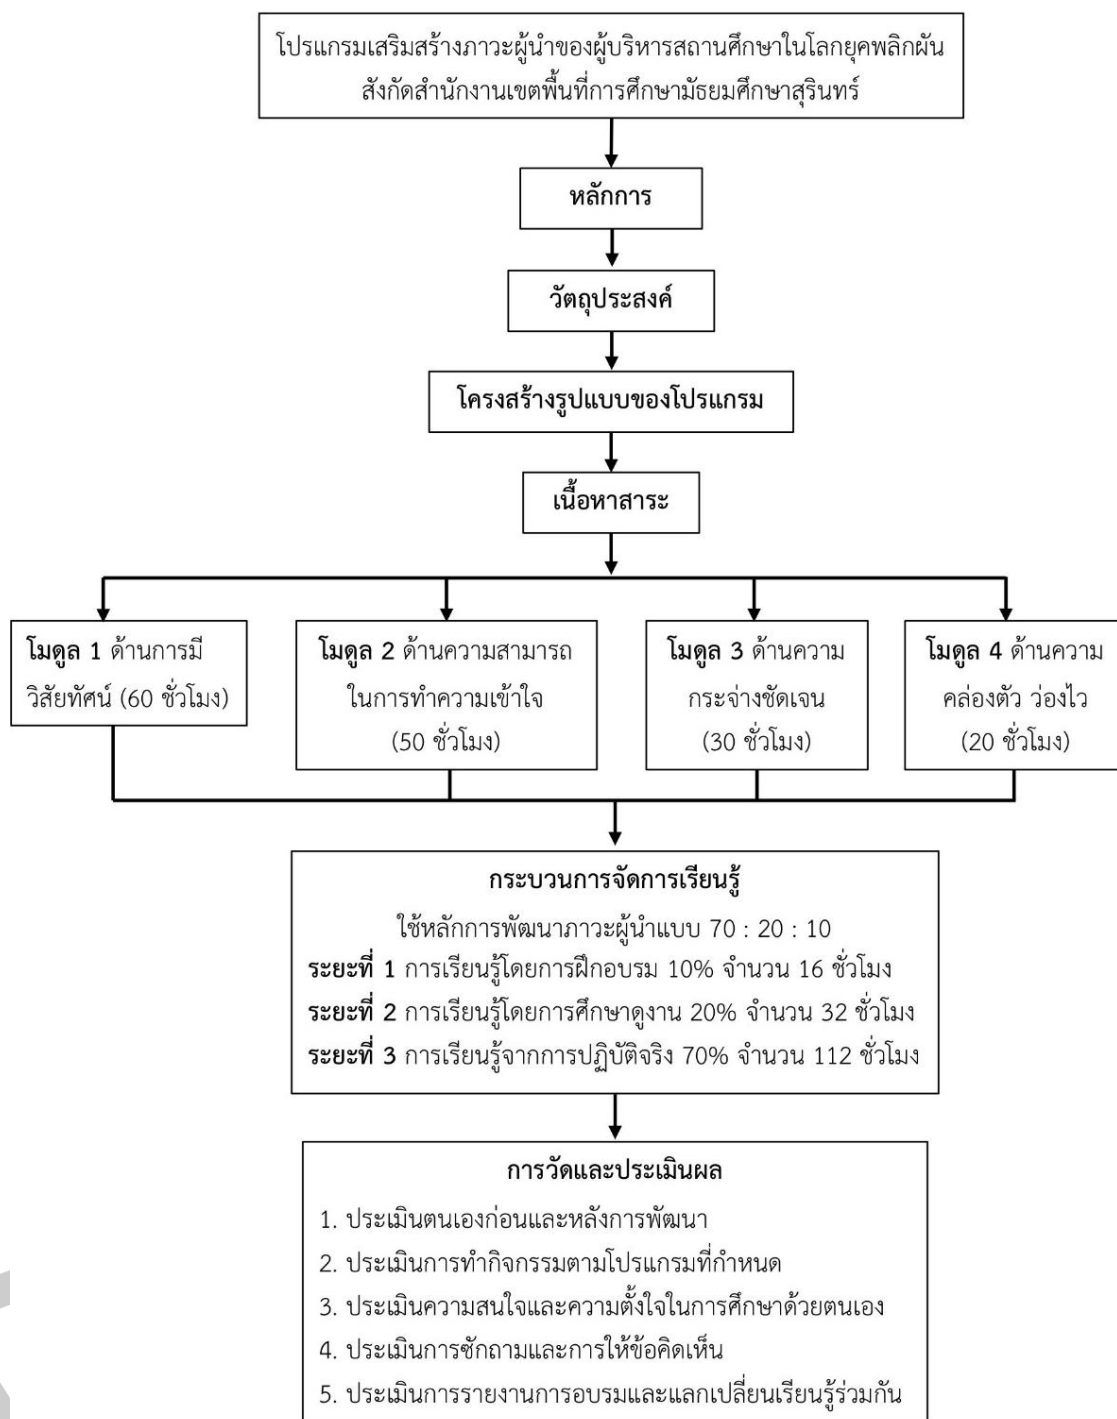 โปรแกรมเสริมสร้างภาวะผู้นำของผู้บริหารสถานศึกษาในโลกยุคพลิกผัน
สังกัดสำนักงานเขตพื้นที่การศึกษามัธยมศึกษาสุรินทร์
หลักการ
วัตถุประสงค์
โครงสร้างรูปแบบของโปรแกรม
เนื้อหาสาระ
โมดูล 1 ด้านการมี
วิสัยทัศน์ (60 ชั่วโมง)
โมดูล 2 ด้านความสามารถ
ในการทำความเข้าใจ
(50 ชั่วโมง)
โมดูล 3 ด้านความ
กระจ่างชัดเจน
(30 ชั่วโมง)
โมดูล 4 ด้านความ
คล่องตัว ว่องไว
(20 ชั่วโมง)
กระบวนการจัดการเรียนรู้
ใช้หลักการพัฒนาภาวะผู้นำแบบ 70 : 20 : 10
ระยะที่ 1 การเรียนรู้โดยการฝึกอบรม 10% จำนวน 16 ชั่วโมง
ระยะที่ 2 การเรียนรู้โดยการศึกษาดูงาน 20% จำนวน 32 ชั่วโมง
ระยะที่ 3 การเรียนรู้จากการปฏิบัติจริง 70% จำนวน 112 ชั่วโมง
การวัดและประเมินผล
1. ประเมินตนเองก่อนและหลังการพัฒนา
2. ประเมินการทำกิจกรรมตามโปรแกรมที่กำหนด
3. ประเมินความสนใจและความตั้งใจในการศึกษาด้วยตนเอง
4. ประเมินการซักถามและการให้ข้อคิดเห็น
5. ประเมินการรายงานการอบรมและแลกเปลี่ยนเรียนรู้ร่วมกัน